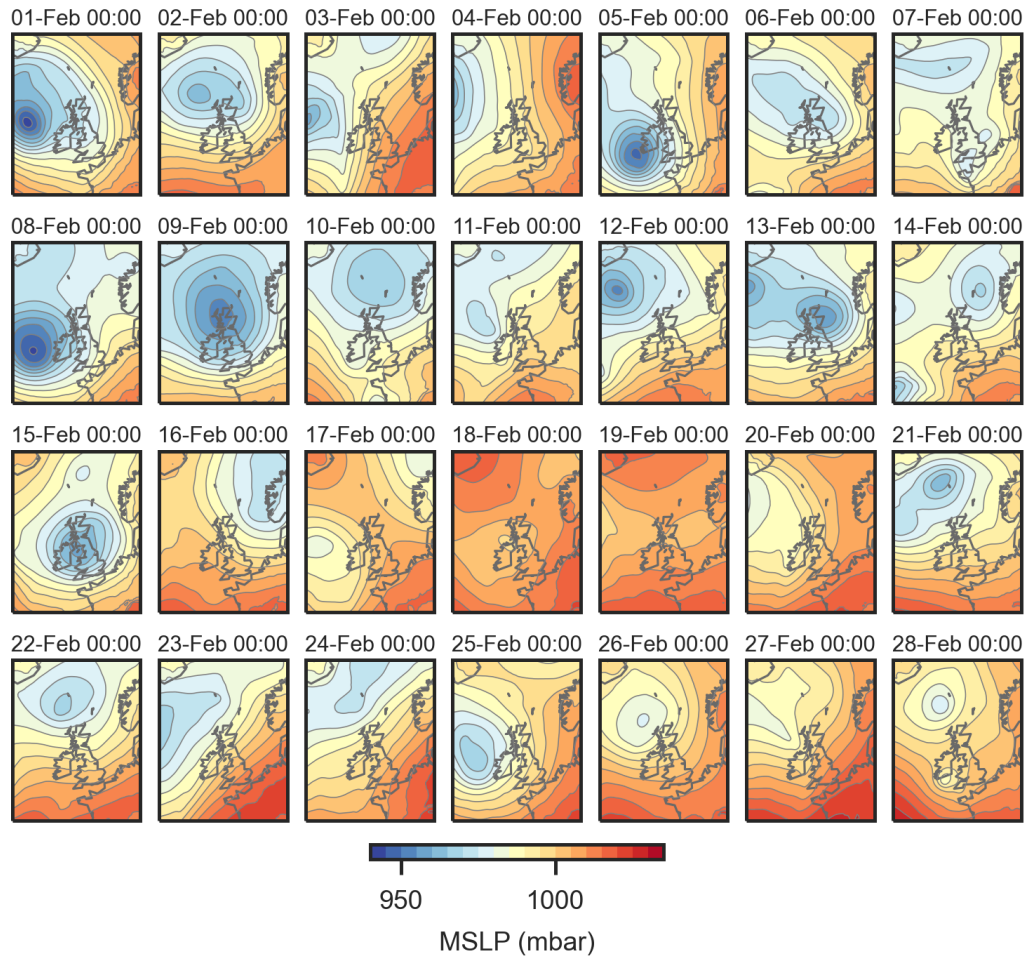 01-Feb 00:00 02-Feb 00:00 03-Feb 00:00 04-Feb 00:00 05-Feb 00:00 06-Feb 00:00 07-Feb 00:00
08-Feb 00:00 09-Feb 00:00 10-Feb 00:00 11-Feb 00:00 12-Feb 00:00 13-Feb 00:00 14-Feb 00:00
15-Feb 00:00 16-Feb 00:00 17-Feb 00:00 18-Feb 00:00 19-Feb 00:00 20-Feb 00:00 21-Feb 00:00
22-Feb 00:00 23-Feb 00:00 24-Feb 00:00 25-Feb 00:00 26-Feb 00:00 27-Feb 00:00 28-Feb 00:00
950 1000
MSLP (mbar)